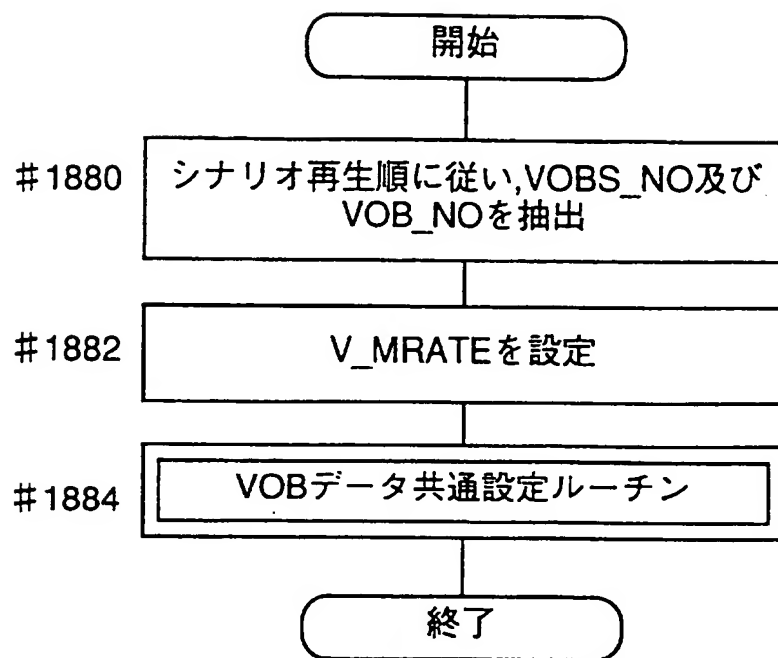 開始
#1880
シナリオ再生順に従い,VOBS_NO及び
VOB_NOを抽出
#1882
V_MRATEを設定
#1884
VOBデータ共通設定ルーチン
終了